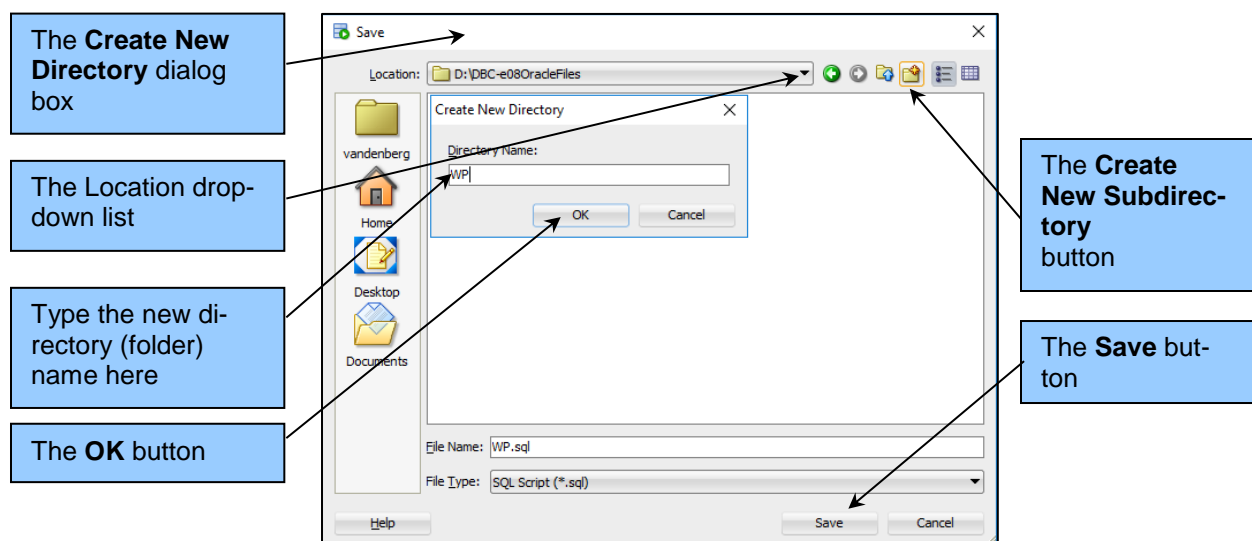 The Create New
Directory dialog
box
The Location drop-
down list
Type the new di-
rectory (folder)
name here
The OK button
Save
Location:
D:\DBC-e08OracleFiles
vandenberg
Home
Desktop
Documents
Create New Directory
Directory Name:
WP
OK
Cancel
File Name:
WP.sql
File Type:
SQL Script (*.sql)
Help
Save
Cancel
The Create
New Subdirec-
tory
button
The Save but-
ton